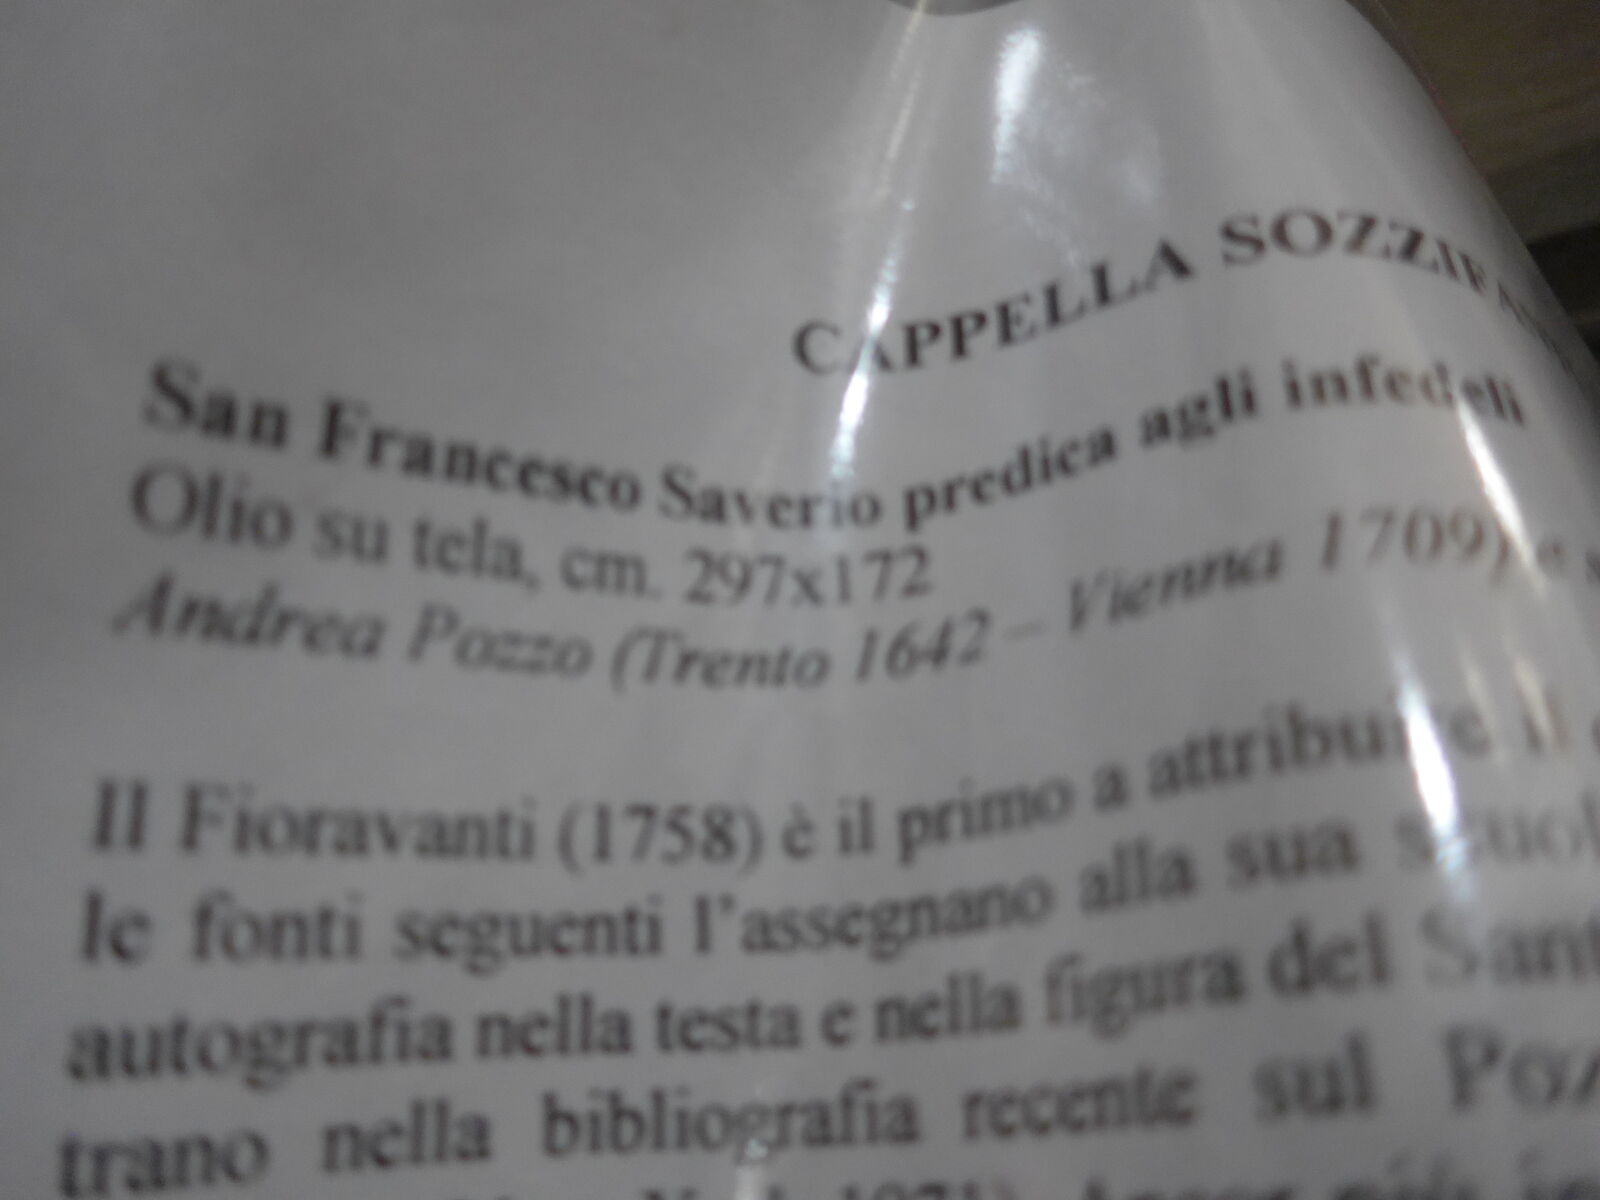 CAPPELLA
San Francesco Saverio predica agli infedeli
Olio su tela, cm. 297x172
Andrea Pozzo (Trento 1642 – Vienna 1709) e
Il Fioravanti (1758) è il primo a attribuire il
le fonti seguenti l'assegnano alla sua
autografia nella testa e nella figura del
trano nella bibliografia recente sul